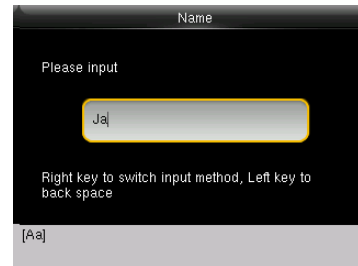 Name
Please input
Ja
Right key to switch input method, Left key to
back space
[Aa]